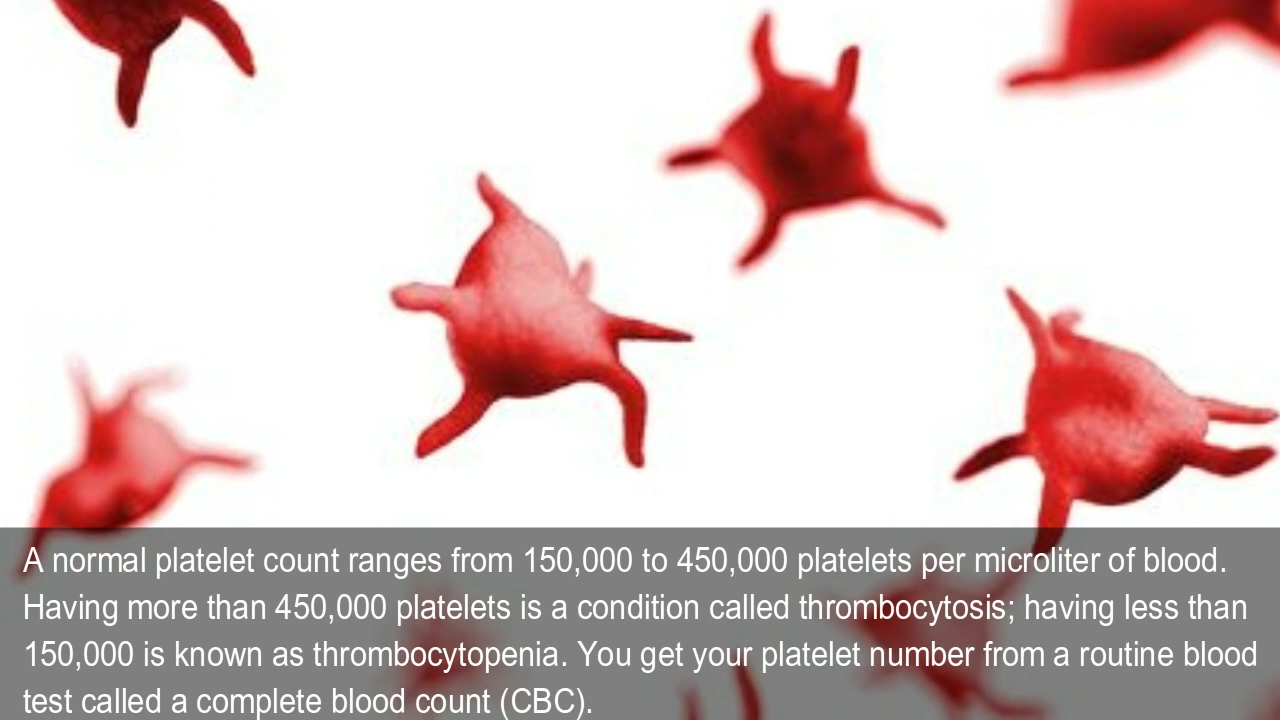 A normal platelet count ranges from 150,000 to 450,000 platelets per microliter of blood.
Having more than 450,000 platelets is a condition called thrombocytosis; having less than
150,000 is known as thrombocytopenia. You get your platelet number from a routine blood
test called a complete blood count (CBC).